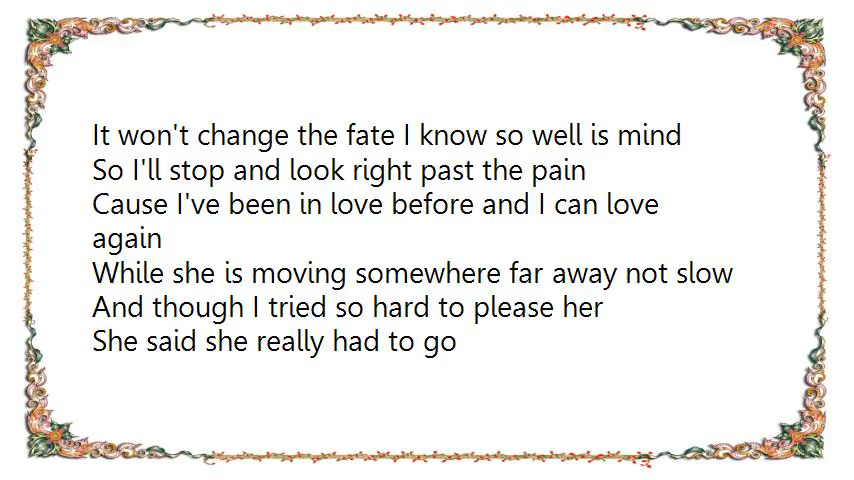 It won't change the fate I know so well is mind
So I'll stop and look right past the pain
Cause I've been in love before and I can love
again
While she is moving somewhere far away not slow
And though I tried so hard to please her
She said she really had to go